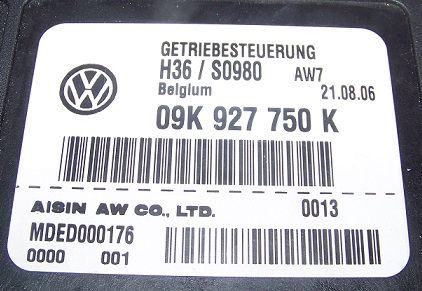 GETRIEBESTEUERUNG
H36 / S0980 AW7
Belgium 21.08.06
09K 927 750 K
AISIN AW CO., LTD. 0013
MDED000176
0000 001